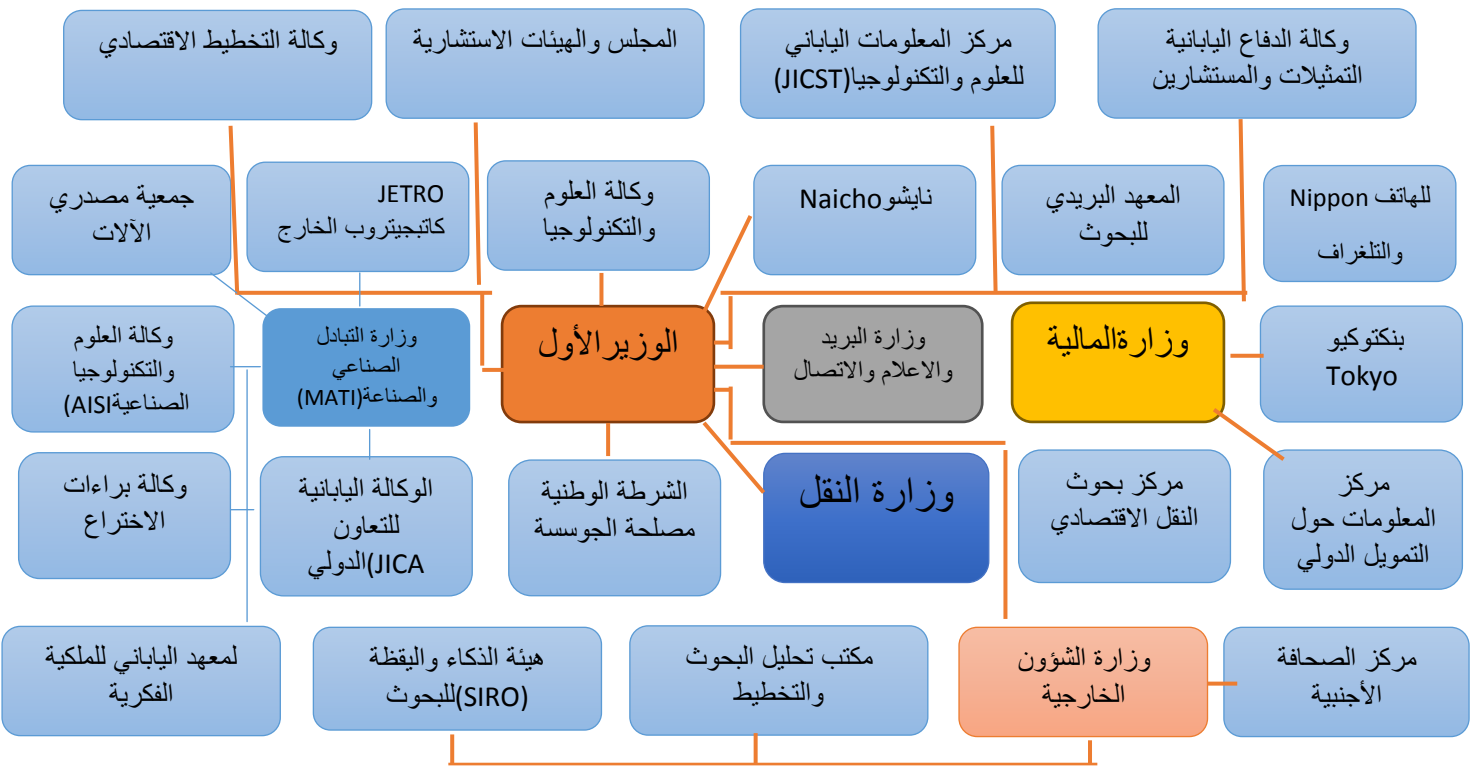 وكالة الدفاع اليابانية
التمثيلات والمستشارين
مركز المعلومات الياباني
للعلوم والتكنولوجيا(JICST)
المجلس والهيئات الاستشارية
وكالة التخطيط الاقتصادي
للهاتف Nippon
والتلغراف
المعهد البريدي
للبحوث
نايشوNaicho
وكالة العلوم
والتكنولوجيا
JETRO
كاتبجيتروب الخارج
جمعية مصدري
الآلات
بنكتوكيو
Tokyo
وزارةالمالية
وزارة البريد
والاعلام والاتصال
الوزيرالأول
وزارة التبادل
الصناعي
والصناعة(MATI)
وكالة العلوم
والتكنولوجيا
الصناعيةAISI)
مركز
المعلومات حول
التمويل الدولي
مركز بحوث
النقل الاقتصادي
وزارة النقل
الشرطة الوطنية
مصلحة الجوسسة
الوكالة اليابانية
للتعاون
الدولي(JICA
وكالة براءات
الاختراع
مركز الصحافة
الأجنبية
وزارة الشؤون
الخارجية
مكتب تحليل البحوث
والتخطيط
هيئة الذكاء واليقظة
للبحوث(SIRO)
لمعهد الياباني للملكية
الفكرية